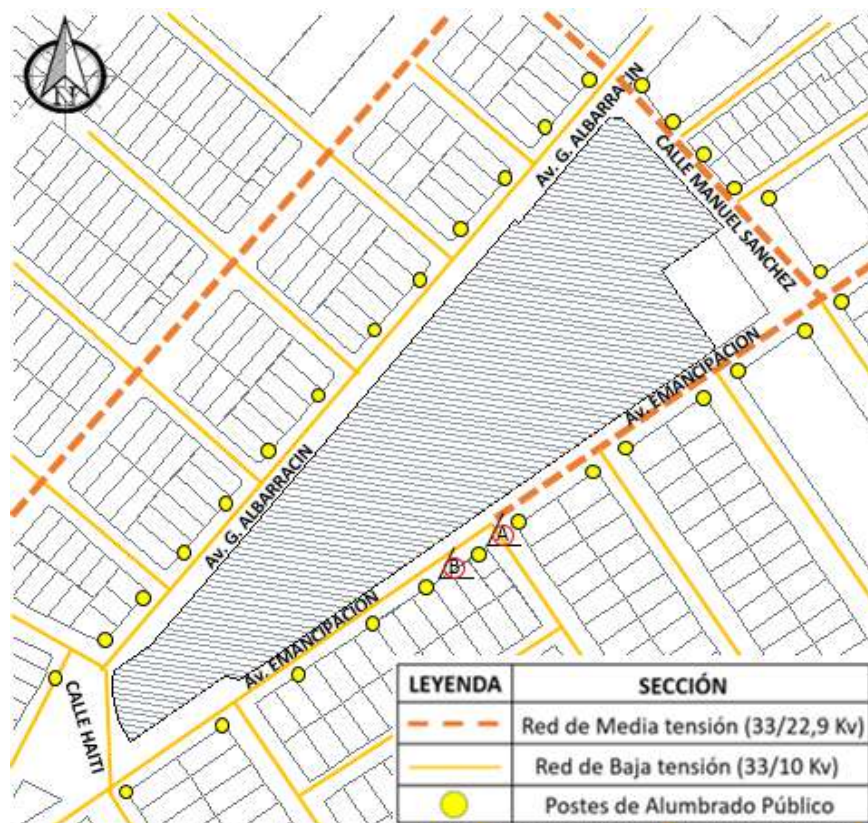 N
Av. G. ALBARRACIN
CALLE MANUEL SANCHEZ
Av. EMANCIPACION
Av. G. ALBARRACIN
A
B
Av. EMANCIPACION
CALLE HAITI
LEYENDA SECCIÓN
Red de Media tensión (33/22,9 Kv)
Red de Baja tensión (33/10 Kv)
Postes de Alumbrado Público